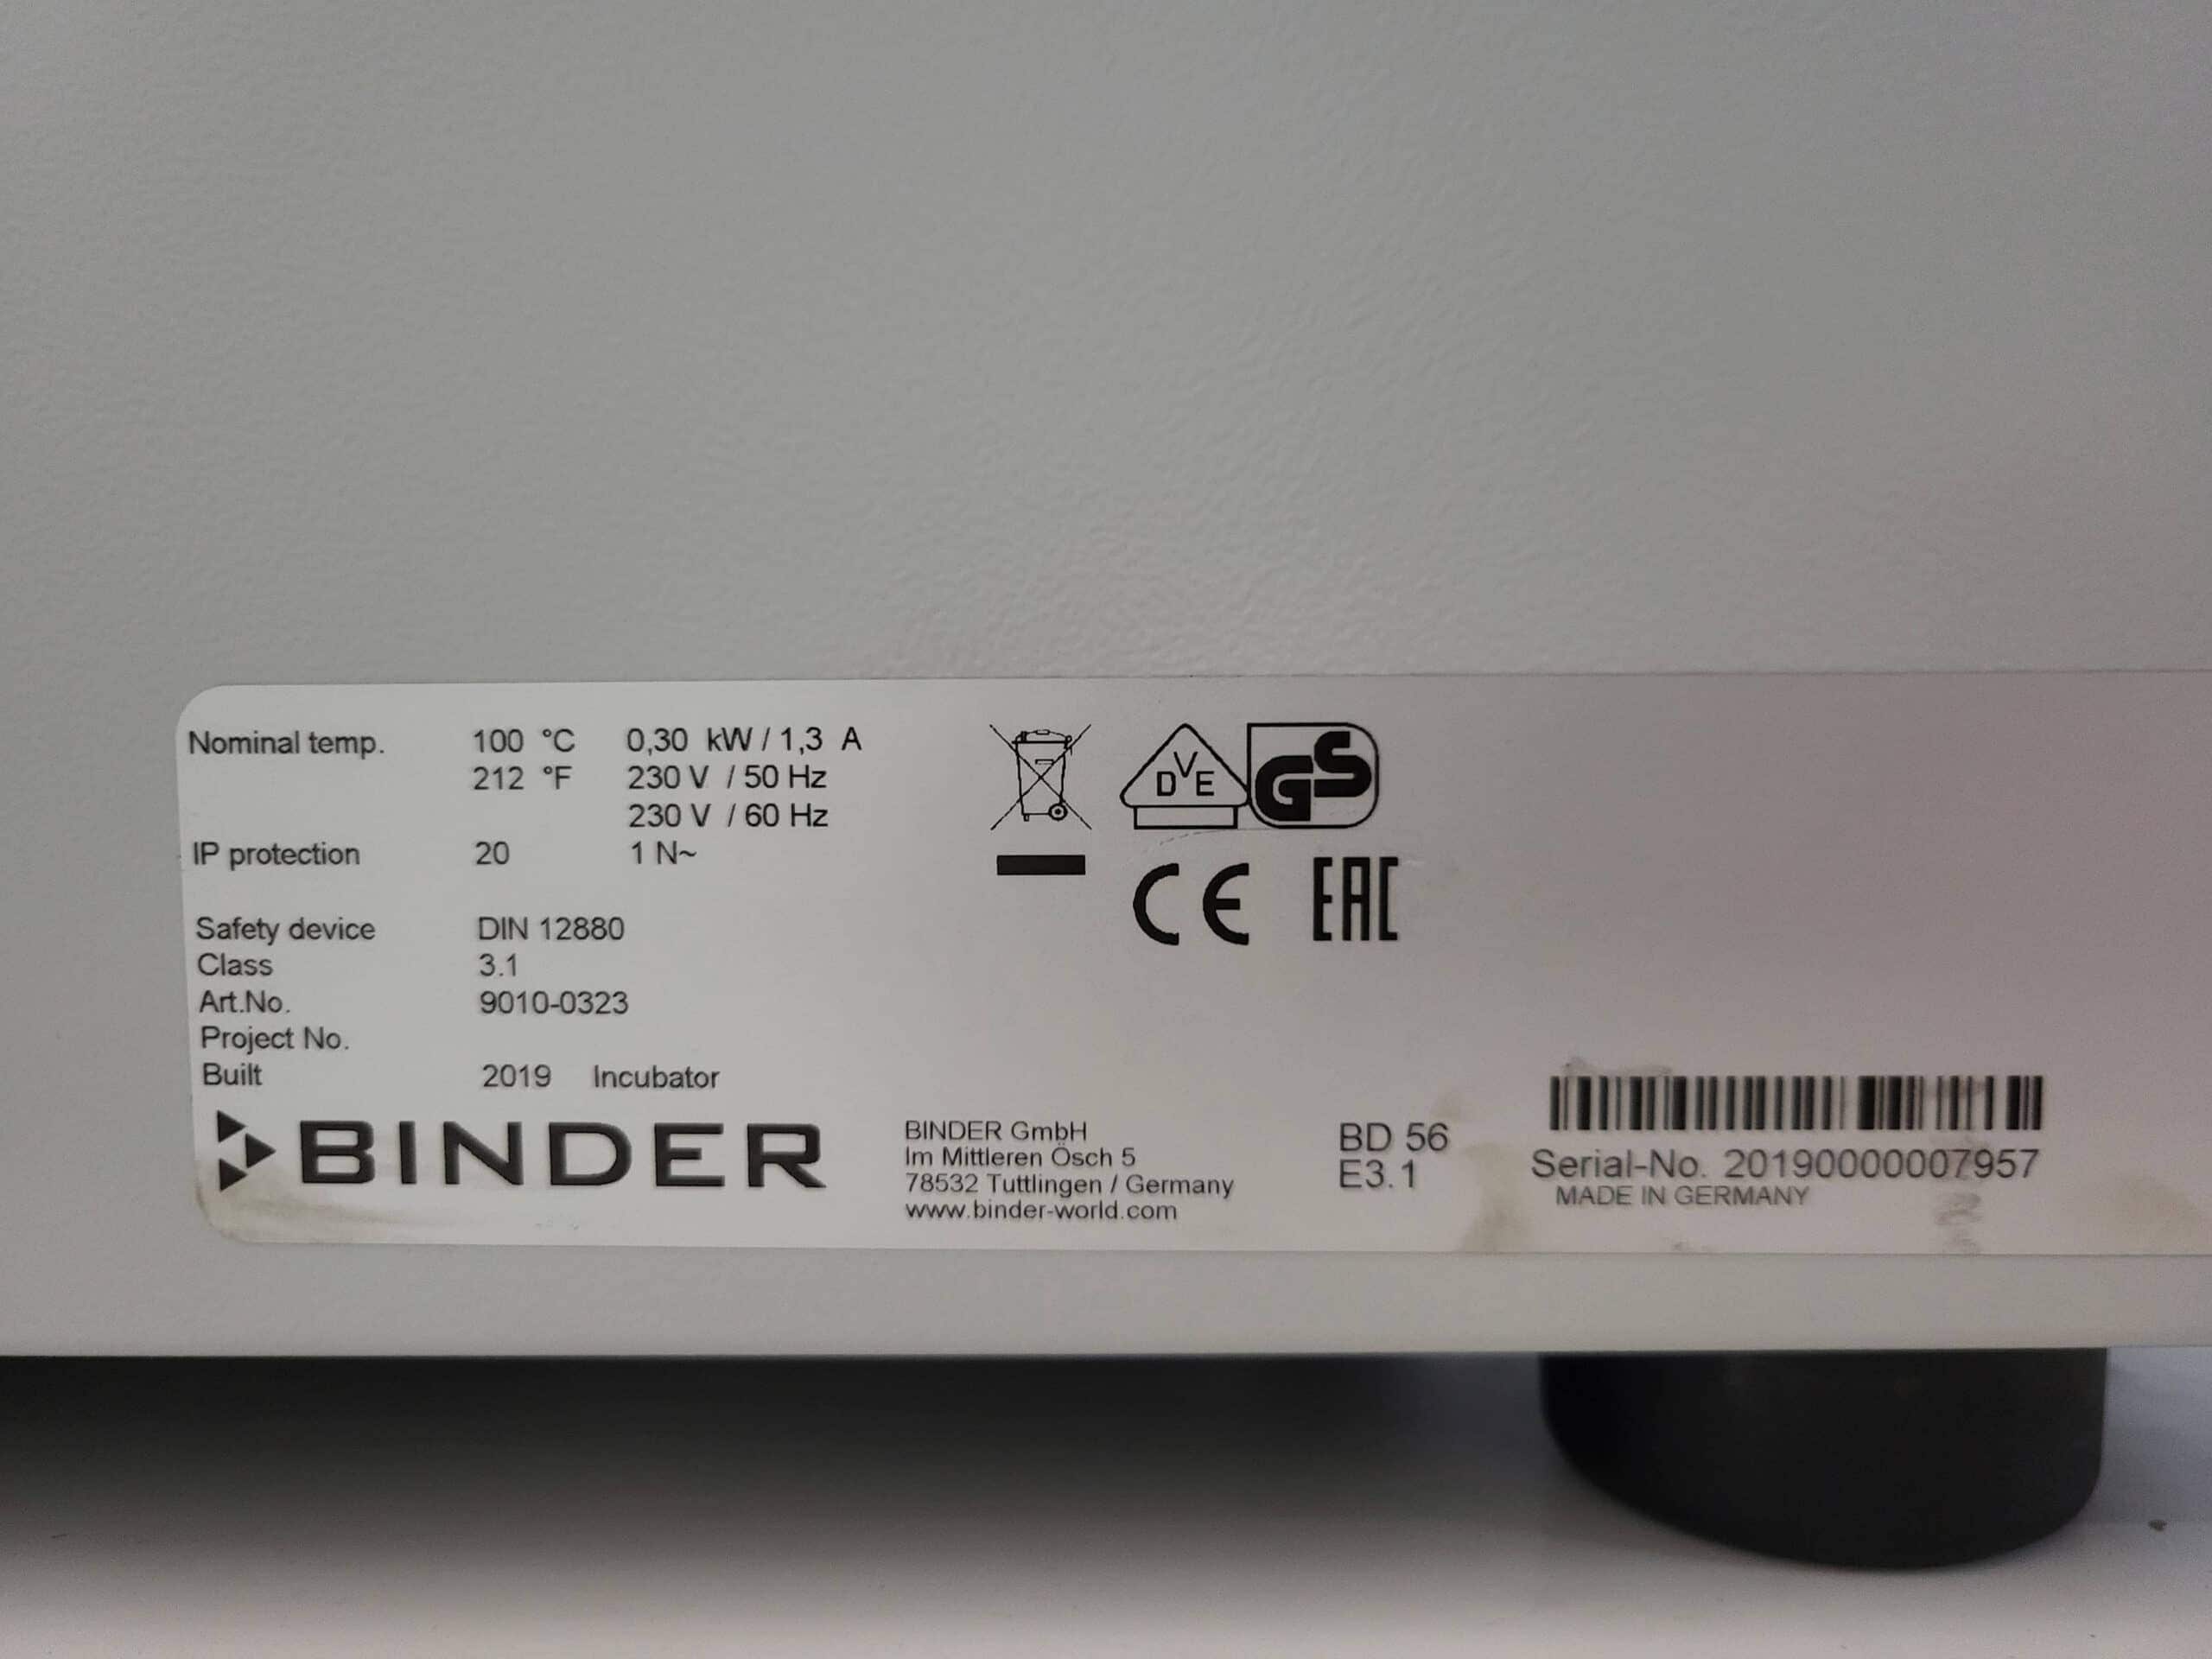 Nominal temp. 100 °C 0,30 kW / 1,3 A
212 °F 230 V / 50 Hz
230 V / 60 Hz
IP protection 20 1 N~
Safety device DIN 12880
Class 3.1
Art.No. 9010-0323
Project No.
Built 2019 Incubator
BINDER
BINDER GmbH
Im Mittleren Ösch 5
78532 Tuttlingen / Germany
www.binder-world.com
DVE
GS
CE EAC
BD 56
E3.1
Serial-No. 20190000007957
MADE IN GERMANY